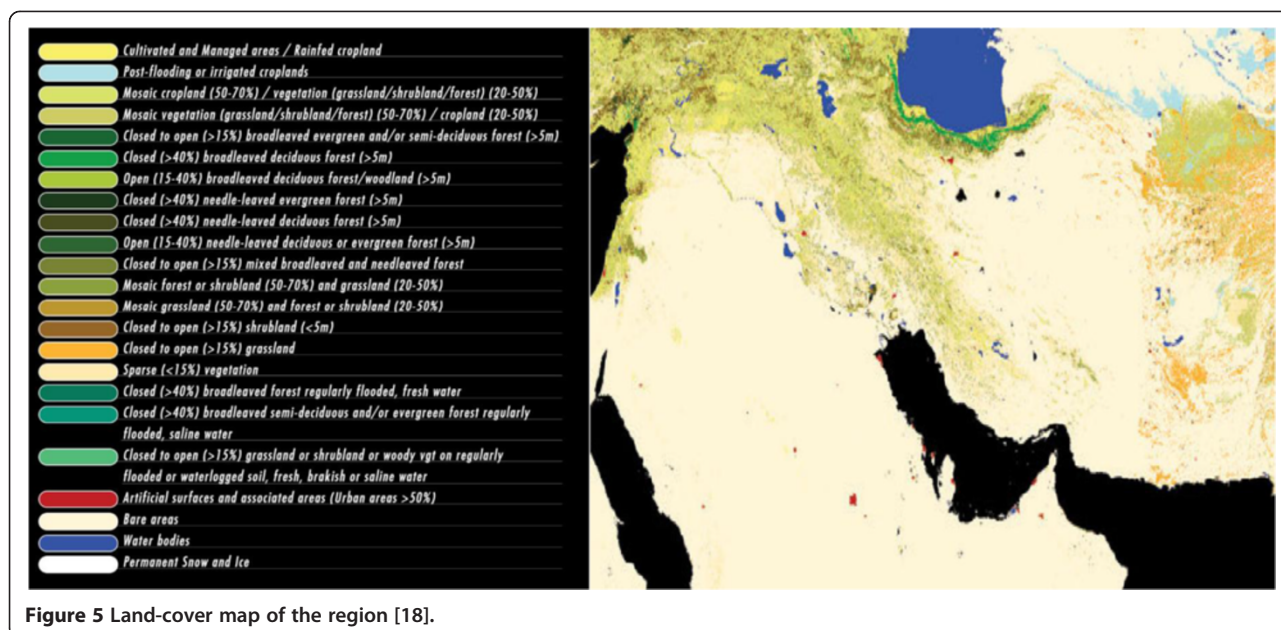 Cultivated and Managed areas / Rainfed cropland
Post-flooding or irrigated croplands
Mosaic cropland (50-70%) / vegetation (grassland/shrubland/forest) (20-50%)
Mosaic vegetation (grassland/shrubland/forest) (50-70%) / cropland (20-50%)
Closed to open (>15%) broadleaved evergreen and/or semi-deciduous forest (>5m)
Closed (>40%) broadleaved deciduous forest (>5m)
Open (15-40%) broadleaved deciduous forest/woodland (>5m)
Closed (>40%) needle-leaved evergreen forest (>5m)
Closed (>40%) needle-leaved deciduous forest (>5m)
Open (15-40%) needle-leaved deciduous or evergreen forest (>5m)
Closed to open (>15%) mixed broadleaved and needleaved forest
Mosaic forest or shrubland (50-70%) and grassland (20-50%)
Mosaic grassland (50-70%) and forest or shrubland (20-50%)
Closed to open (>15%) shrubland (<5m)
Closed to open (>15%) grassland
Sparse (<15%) vegetation
Closed (>40%) broadleaved forest regularly flooded, fresh water
Closed (>40%) broadleaved semi-deciduous and/or evergreen forest regularly
flooded, saline water
Closed to open (>15%) grassland or shrubland or woody vgt on regularly
flooded or waterlogged soil, fresh, brakish or saline water
Artificial surfaces and associated areas (Urban areas >50%)
Bare areas
Water bodies
Permanent Snow and Ice
Figure 5 Land-cover map of the region [18].